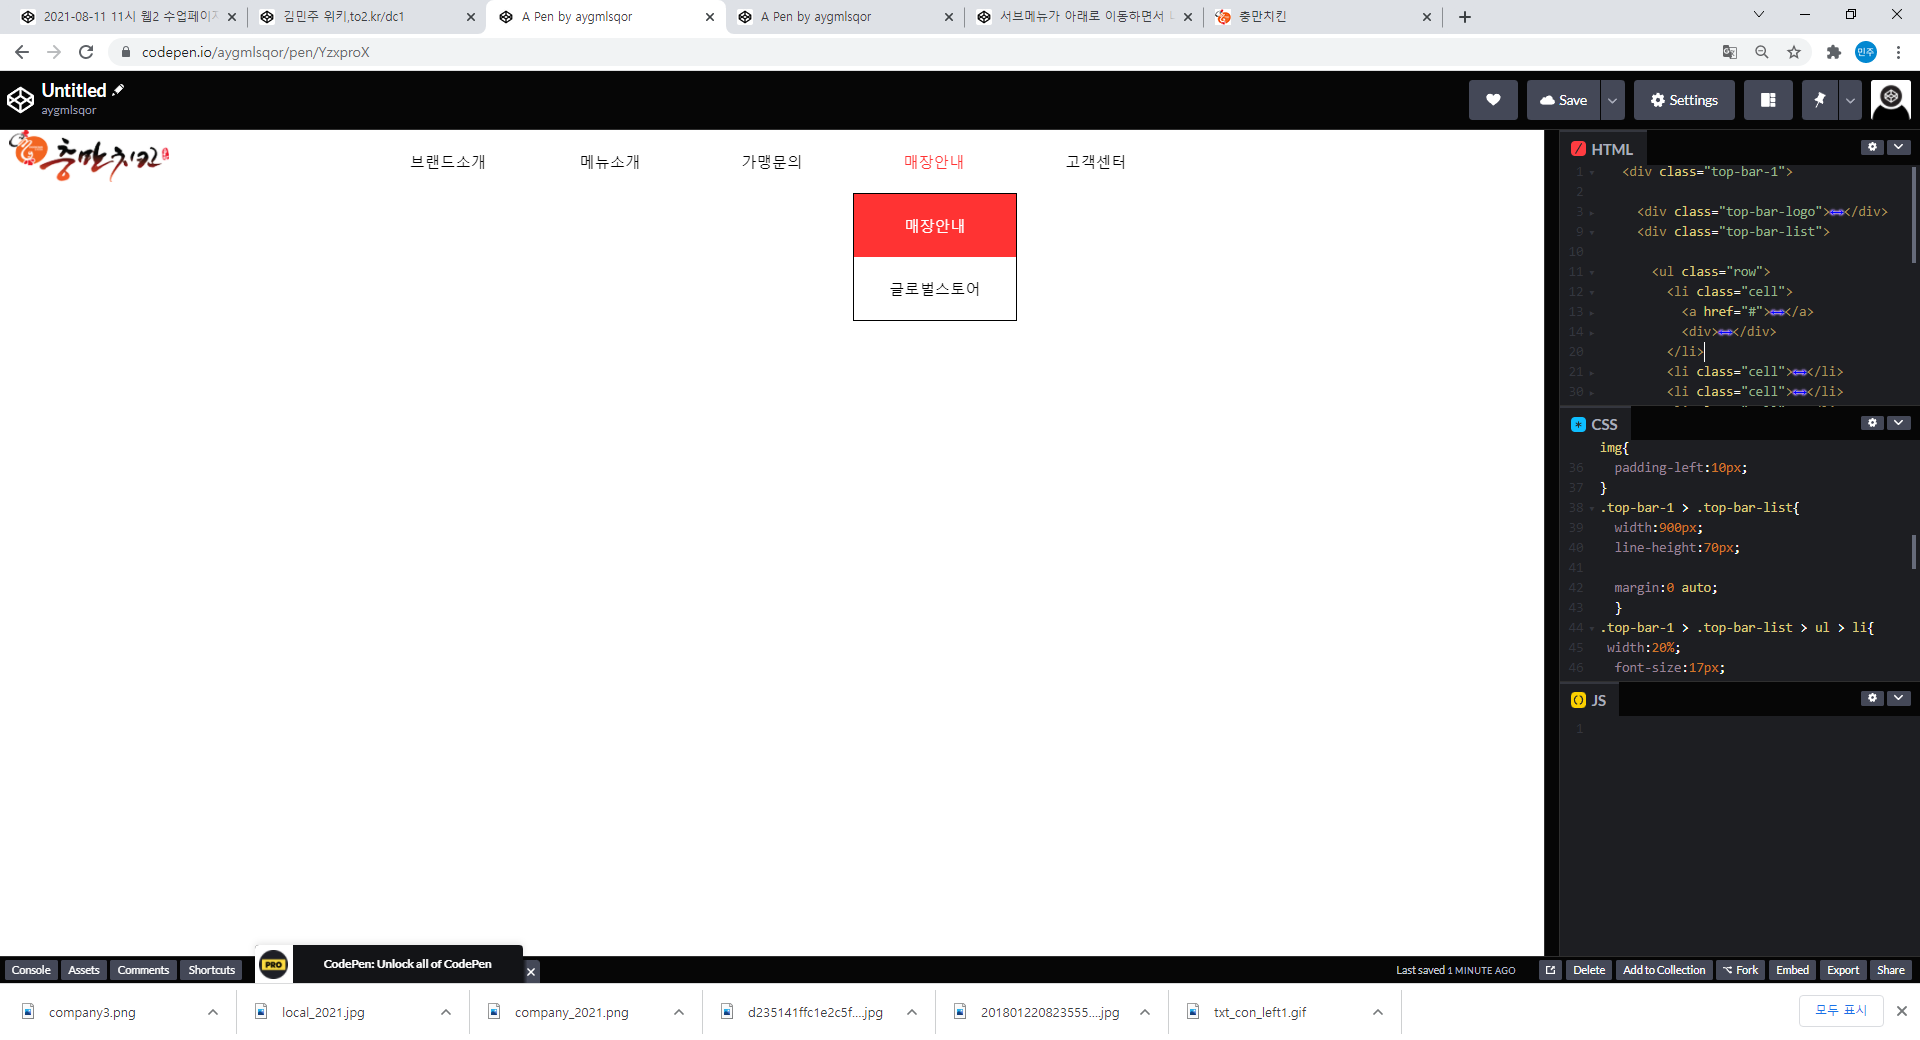 2021-08-11 11시 웹2 수업페이지
김민주 위키,to2.kr/dc1
A Pen by aygmlsqor
A Pen by aygmlsqor
서브메뉴가 아래로 이동하면서
충만치킨
codepen.io/aygmlsqor/pen/YzxproX
민주
Untitled
aygmlsqor
Save
Settings
충만치킨
브랜드소개
메뉴소개
가맹문의
매장안내
고객센터
매장안내
글로벌스토어
HTML
1 <div class="top-bar-1">
2
3 <div class="top-bar-logo"></div>
9 <div class="top-bar-list">
10
11 <ul class="row">
12 <li class="cell">
13 <a href="#"></a>
14 <div></div>
20 </li>
21 <li class="cell"></li>
30 <li class="cell"></li>
CSS
img{
36 padding-left:10px;
37 }
38 .top-bar-1 > .top-bar-list{
39 width:900px;
40 line-height:70px;
41
42 margin:0 auto;
43 }
44 .top-bar-1 > .top-bar-list > ul > li{
45 width:20%;
46 font-size:17px;
JS
1
Console
Assets
Comments
Shortcuts
PRO
CodePen: Unlock all of CodePen
Last saved 1 MINUTE AGO
Delete
Add to Collection
Fork
Embed
Export
Share
company3.png
local_2021.jpg
company_2021.png
d235141ffc1e2c5f....jpg
201801220823555....jpg
txt_con_left1.gif
모두 표시